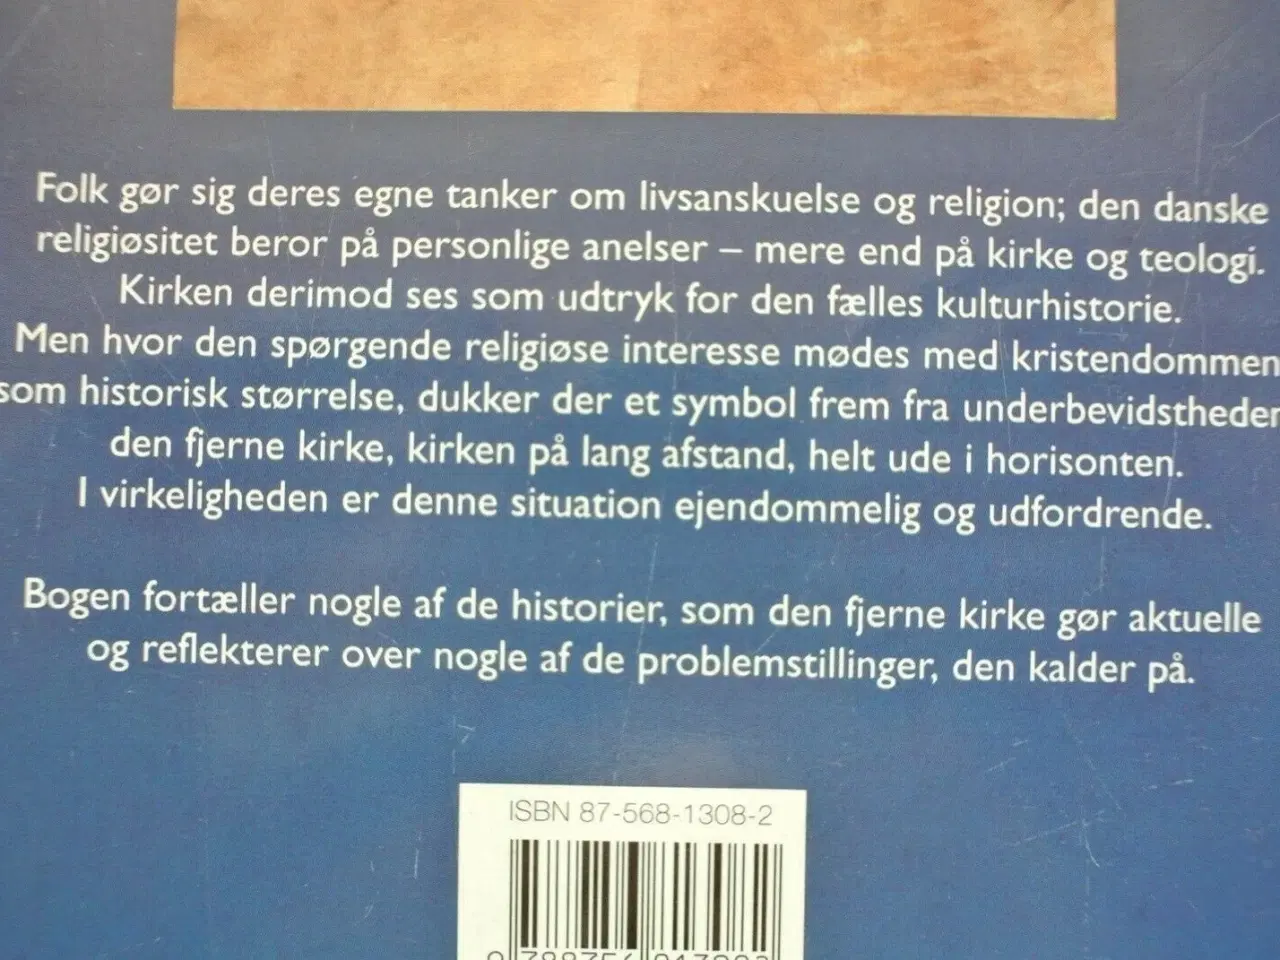 Folk gør sig deres egne tanker om livsanskuelse og religion; den danske
religiøsitet beror på personlige anelser – mere end på kirke og teologi.
Kirken derimod ses som udtryk for den fælles kulturhistorie.
Men hvor den spørgende religiøse interesse mødes med kristendommen
som historisk størrelse, dukker der et symbol frem fra underbevidstheden
den fjerne kirke, kirken på lang afstand, helt ude i horisonten.
I virkeligheden er denne situation ejendommelig og udfordrende.
Bogen fortæller nogle af de historier, som den fjerne kirke gør aktuelle
og reflekterer over nogle af de problemstillinger, den kalder på.
ISBN 87-568-1308-2